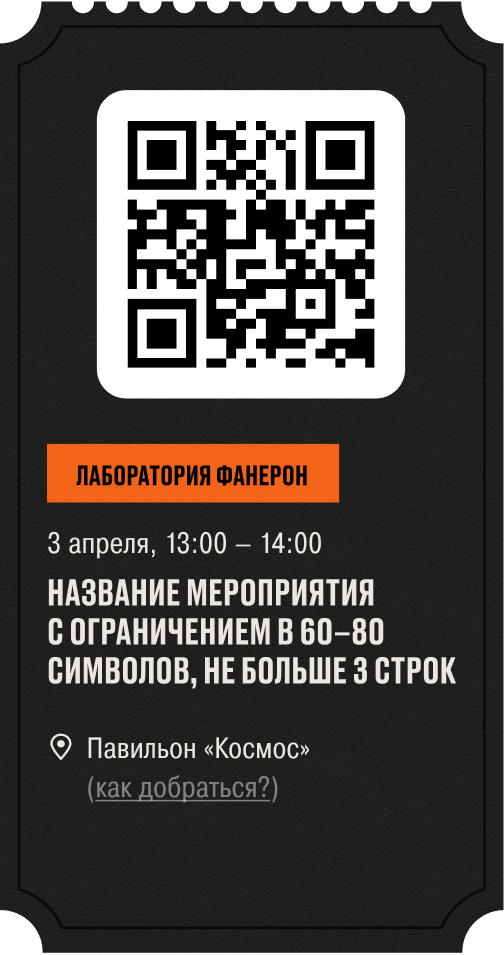 ЛАБОРАТОРИЯ ФАНЕРОН
3 апреля, 13:00 – 14:00
НАЗВАНИЕ МЕРОПРИЯТИЯ
С ОГРАНИЧЕНИЕМ В 60–80
СИМВОЛОВ, НЕ БОЛЬШЕ 3 СТРОК
Павильон «Космос»
(как добраться?)